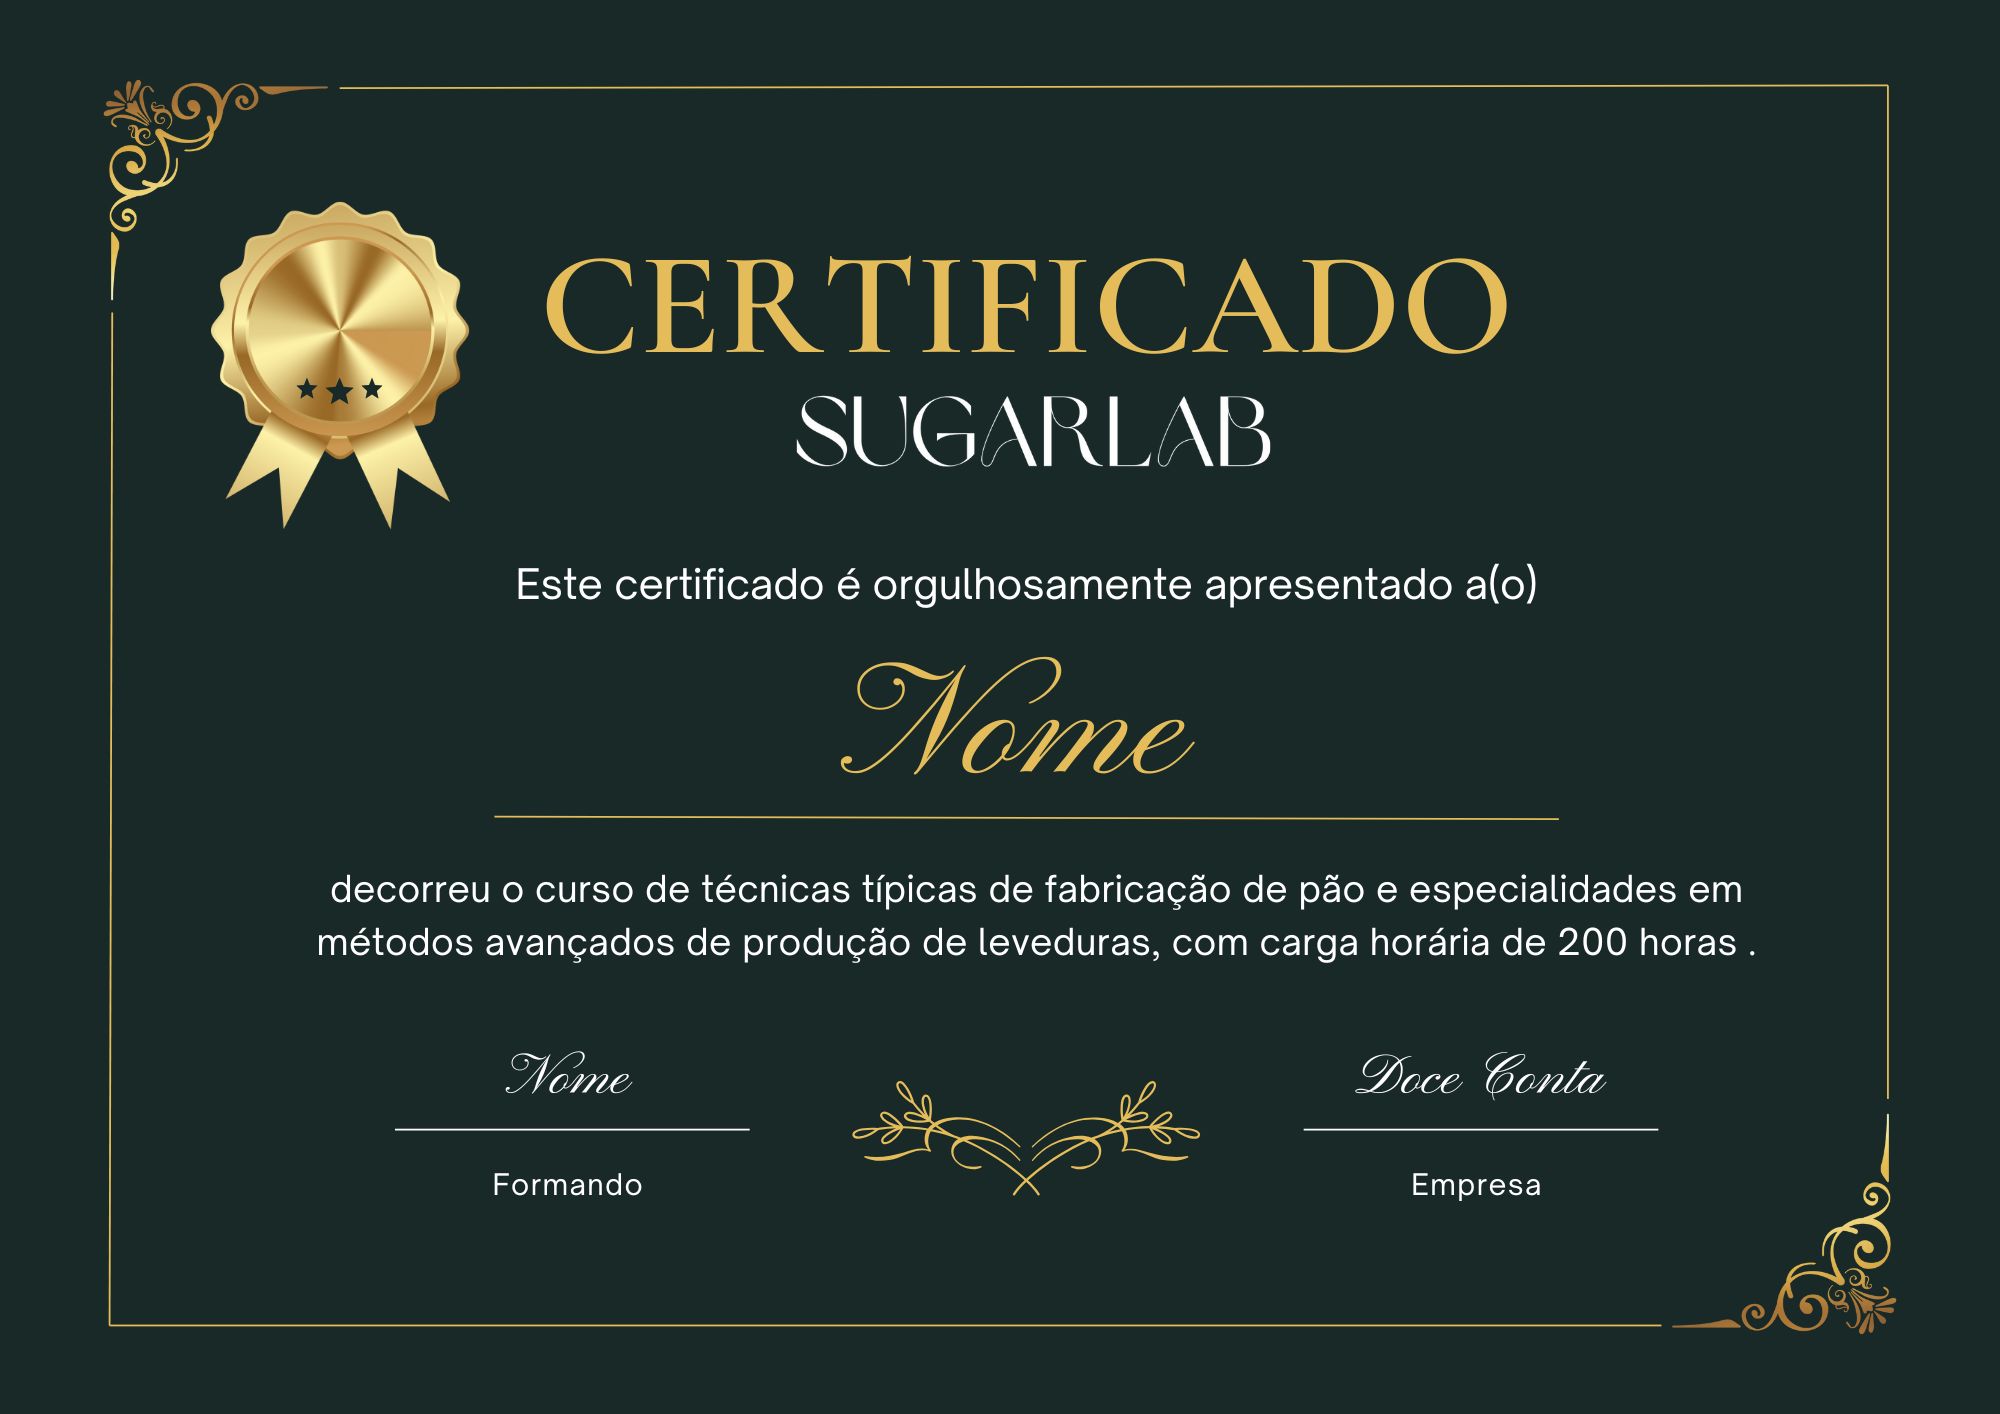 CERTIFICADO
SUGARLAB
Este certificado é orgulhosamente apresentado a(o)
Nome
decorreu o curso de técnicas típicas de fabricação de pão e especialidades em
métodos avançados de produção de leveduras, com carga horária de 200 horas .
Nome
Doce Conta
Formando
Empresa